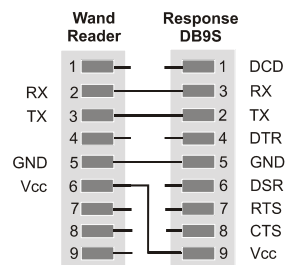 Wand Reader
Response DB9S
1 1 DCD
RX 2 3 RX
TX 3 2 TX
4 4 DTR
GND 5 5 GND
Vcc 6 6 DSR
7 7 RTS
8 8 CTS
9 9 Vcc